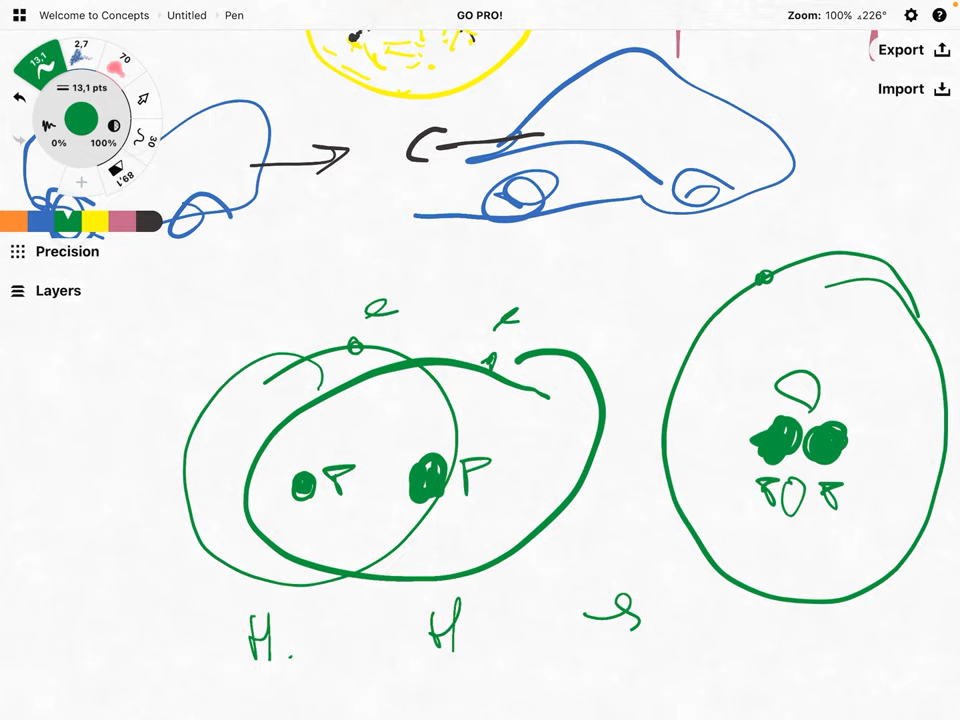 Welcome to Concepts Untitled Pen GO PRO! Zoom: 100% ⊿226°
Export
Import
2,7
70
13,1
13,1 pts
30
0% 100%
89,1
Precision
Layers
e e
P P
H. H